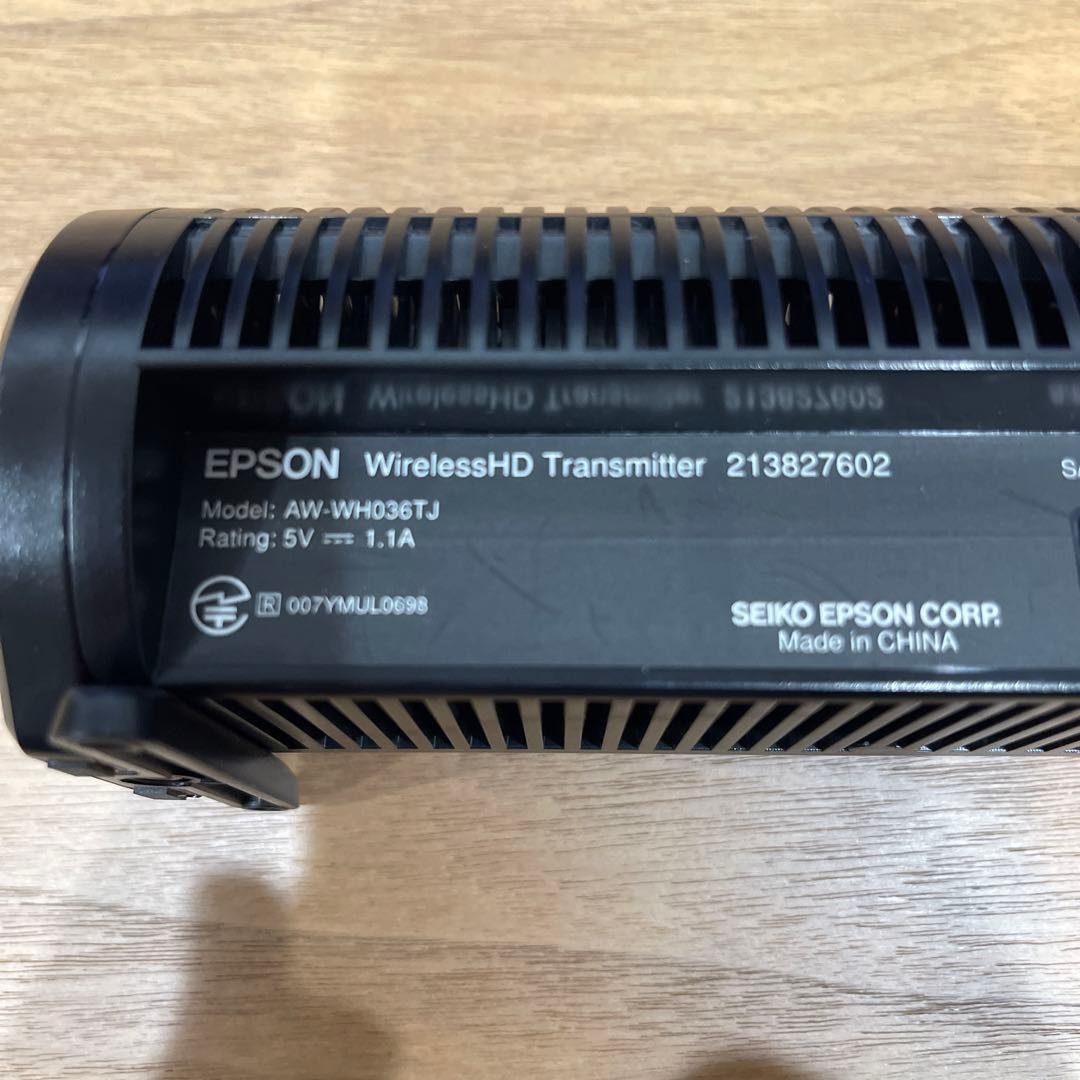 EPSON WirelessHD Transmitter 213827602
Model: AW-WH036TJ
Rating: 5V ⎓ 1.1A
R 007YMUL0698
SEIKO EPSON CORP.
Made in CHINA